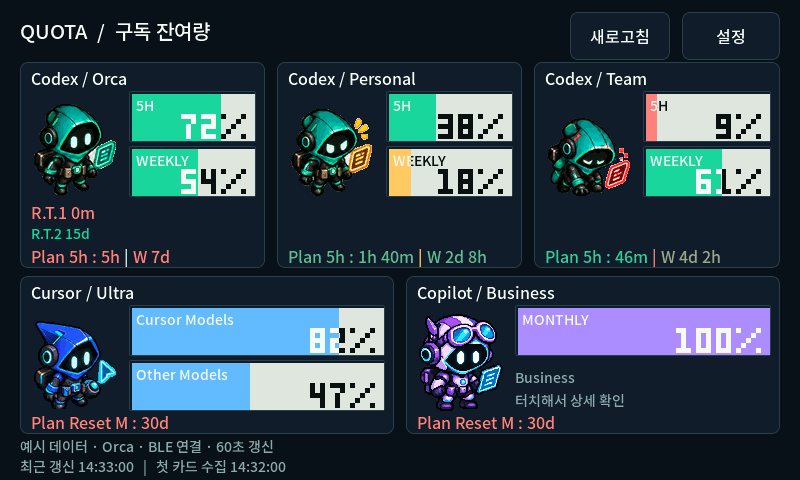 QUOTA / 구독 잔여량
새로고침
설정
Codex / Orca
5H
72%
WEEKLY
54%
R.T.1 0m
R.T.2 15d
Plan 5h : 5h | W 7d
Codex / Personal
5H
38%
WEEKLY
18%
Plan 5h : 1h 40m | W 2d 8h
Codex / Team
5H
9%
WEEKLY
61%
Plan 5h : 46m | W 4d 2h
Cursor / Ultra
Cursor Models
82%
Other Models
47%
Plan Reset M : 30d
Copilot / Business
MONTHLY
100%
Business
터치해서 상세 확인
Plan Reset M : 30d
예시 데이터 · Orca · BLE 연결 · 60초 갱신
최근 갱신 14:33:00 | 첫 카드 수집 14:32:00